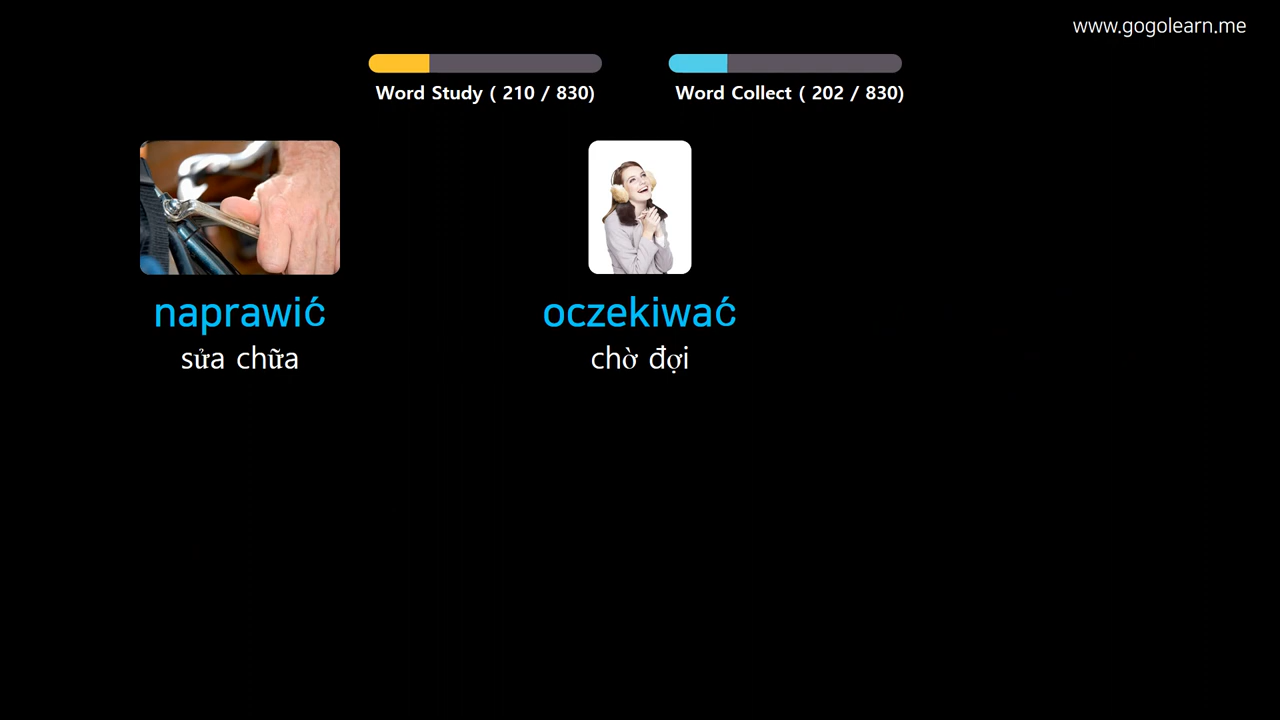 www.gogolearn.me
Word Study ( 210 / 830)
Word Collect ( 202 / 830)
naprawić
sửa chữa
oczekiwać
chờ đợi